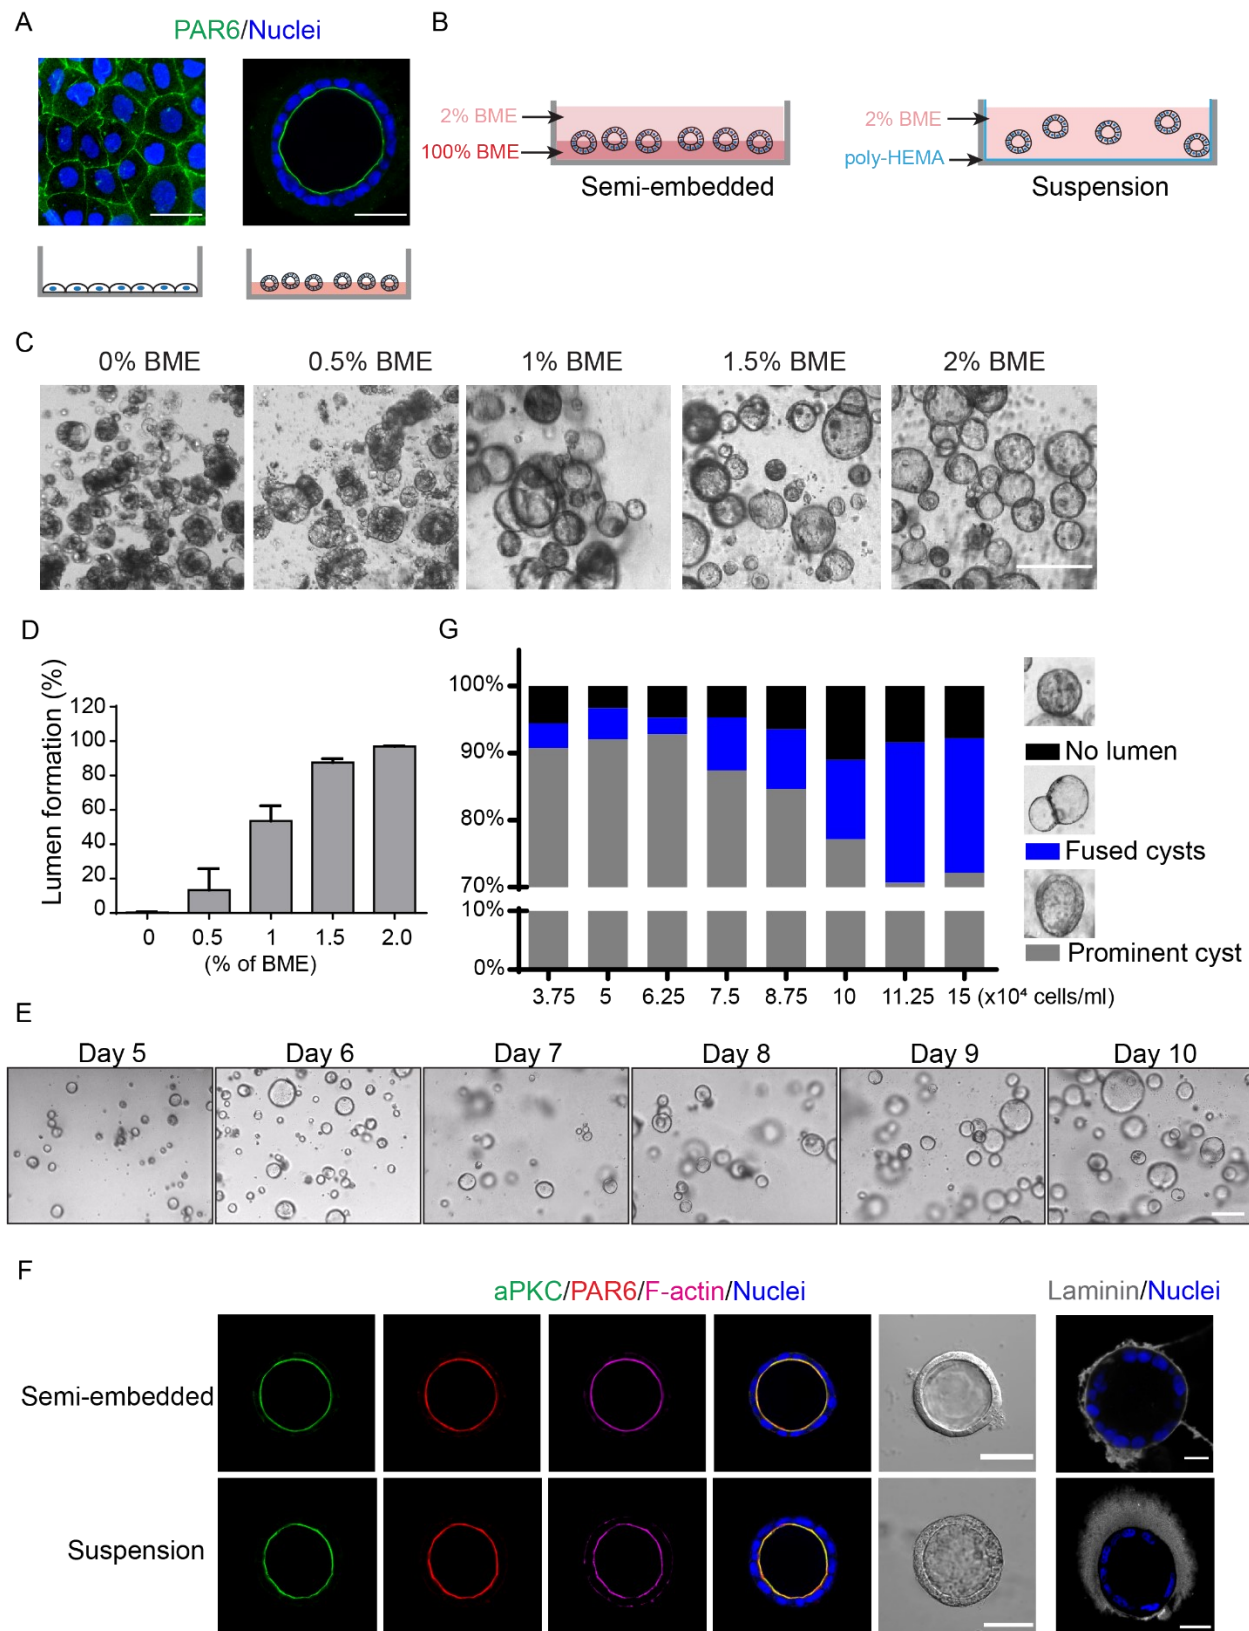 A
PAR6/Nuclei
B
2% BME
100% BME
Semi-embedded
2% BME
poly-HEMA
Suspension
C
0% BME
0.5% BME
1% BME
1.5% BME
2% BME
D
Lumen formation (%)
120
100
80
60
40
20
0
0
0.5
1
1.5
2.0
(% of BME)
G
100%
90%
80%
70%
10%
0%
3.75
5
6.25
7.5
8.75
10
11.25
15
(x10⁴ cells/ml)
No lumen
Fused cysts
Prominent cyst
E
Day 5
Day 6
Day 7
Day 8
Day 9
Day 10
F
aPKC/PAR6/F-actin/Nuclei
Laminin/Nuclei
Semi-embedded
Suspension